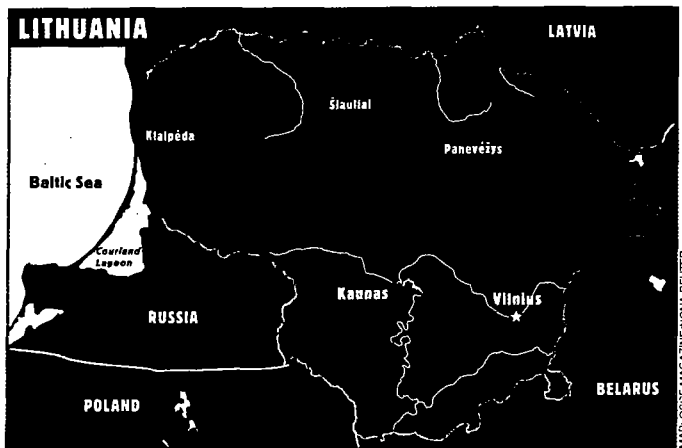 LITHUANIA
LATVIA
Šiauliai
Klaipėda
Panevėžys
Baltic Sea
Courland
Lagoon
Kaunas
Vilnius
RUSSIA
BELARUS
POLAND